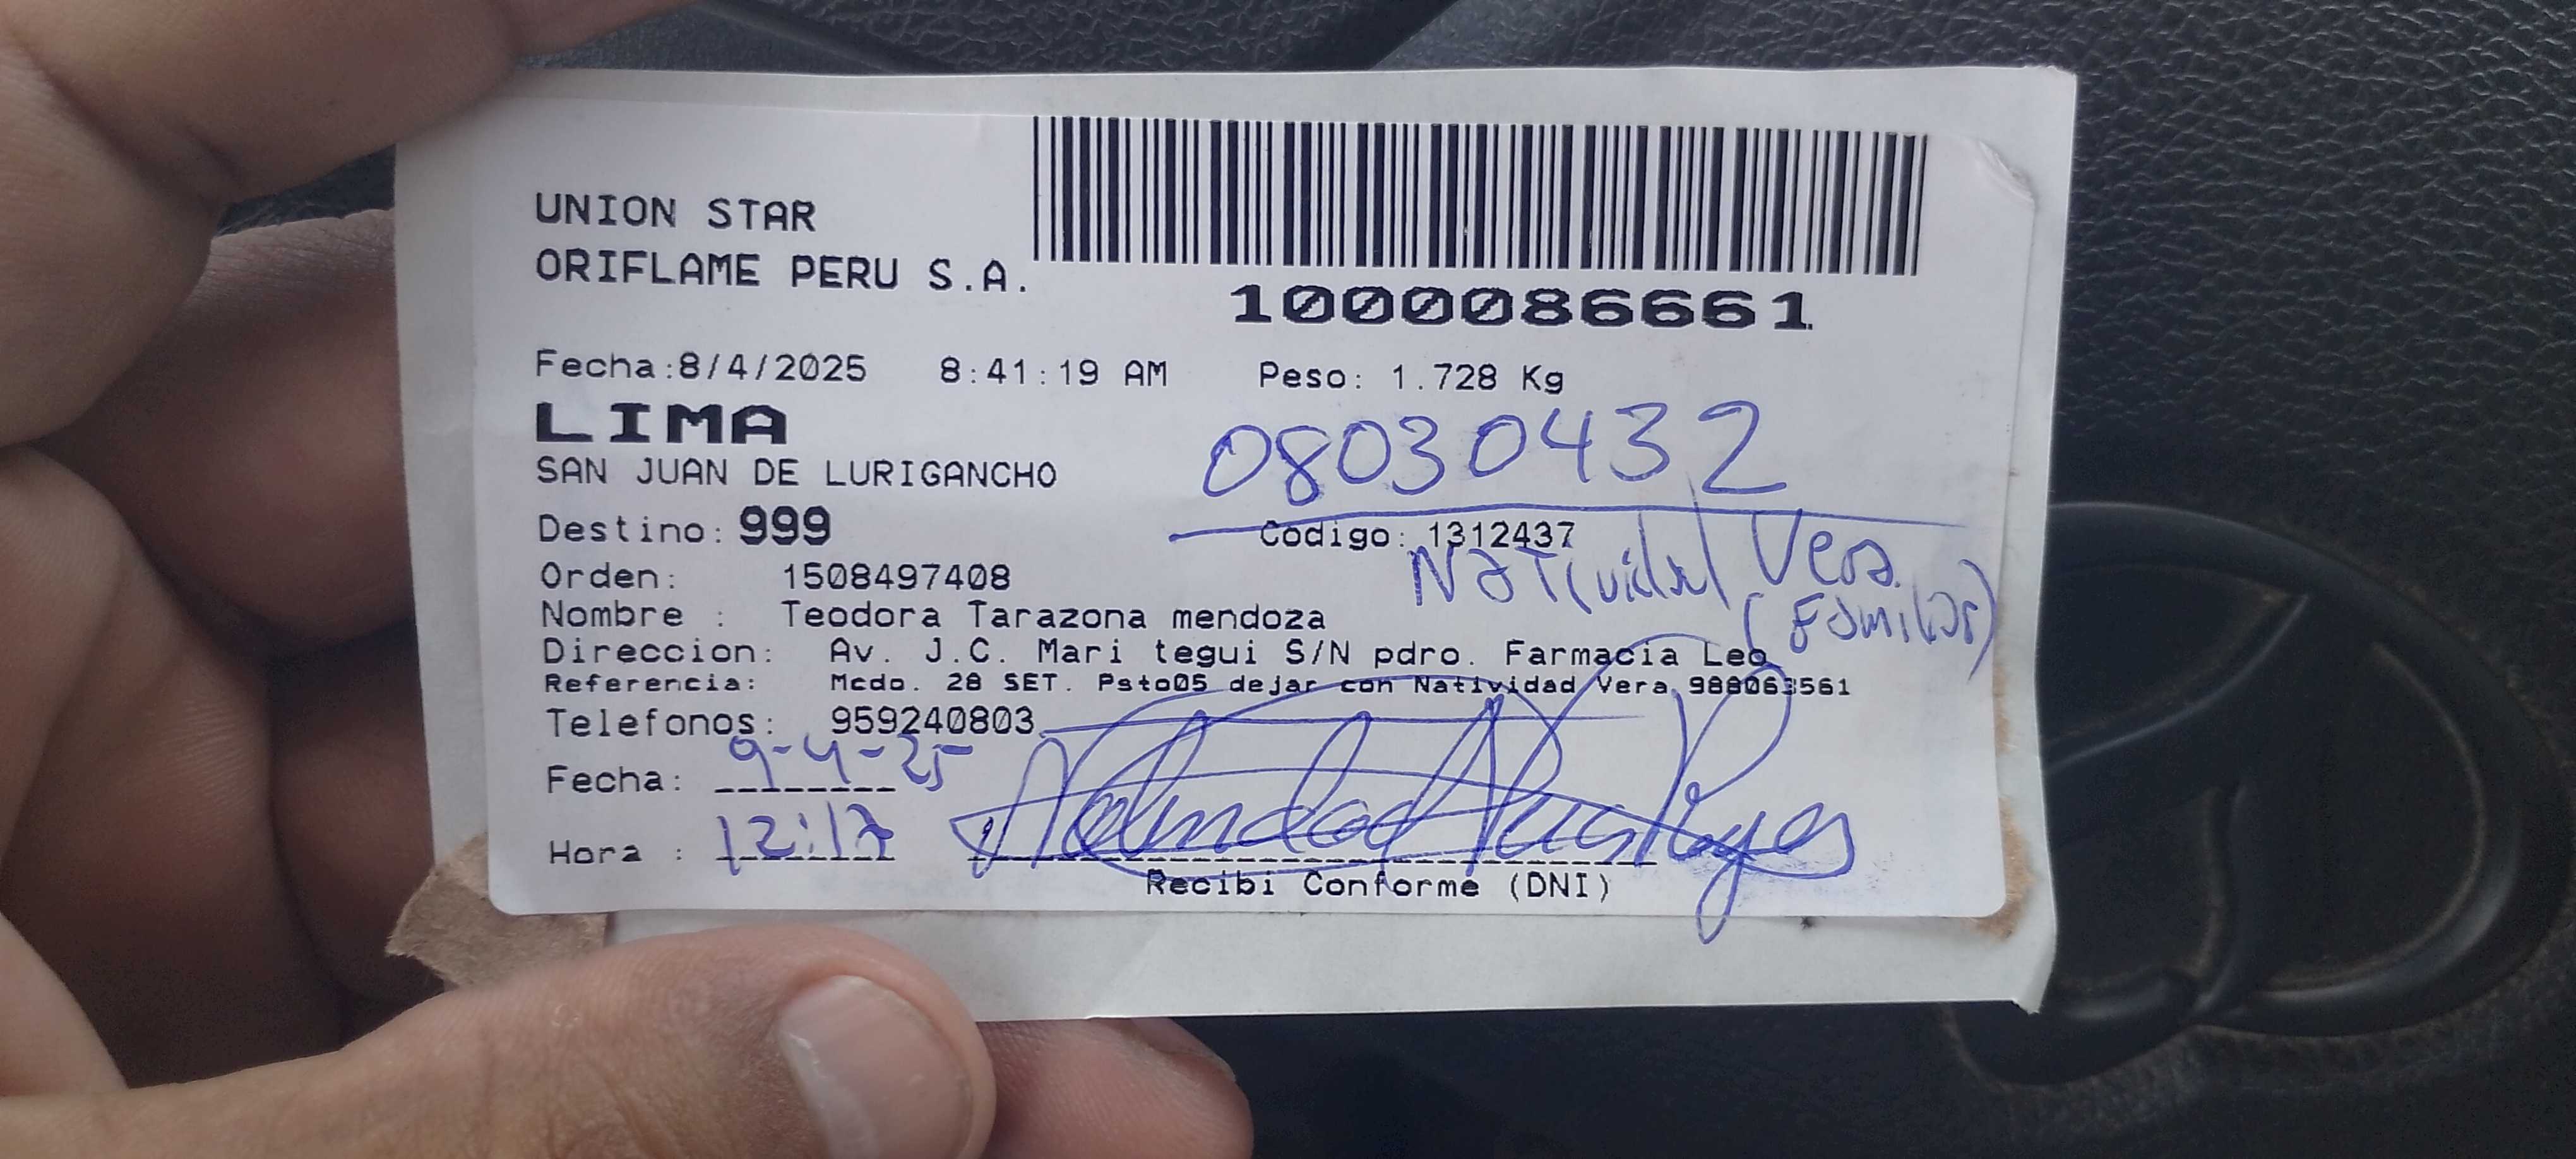 UNION STAR
ORIFLAME PERU S.A.
1000086661
Fecha:8/4/2025 8:41:19 AM Peso: 1.728 Kg
LIMA
08030432
SAN JUAN DE LURIGANCHO
Destino: 999 Codigo: 1312437
Natividad Vera
Orden: 1508497408
(Familiar)
Nombre : Teodora Tarazona mendoza
Direccion: Av. J.C. Mari tegui S/N pdro. Farmacia Leo
Referencia: Mcdo. 28 SET. Psto05 dejar con Natividad Vera 988063561
Telefonos: 959240803
Fecha: 9-4-25
Hora : 12:17
Recibi Conforme (DNI)